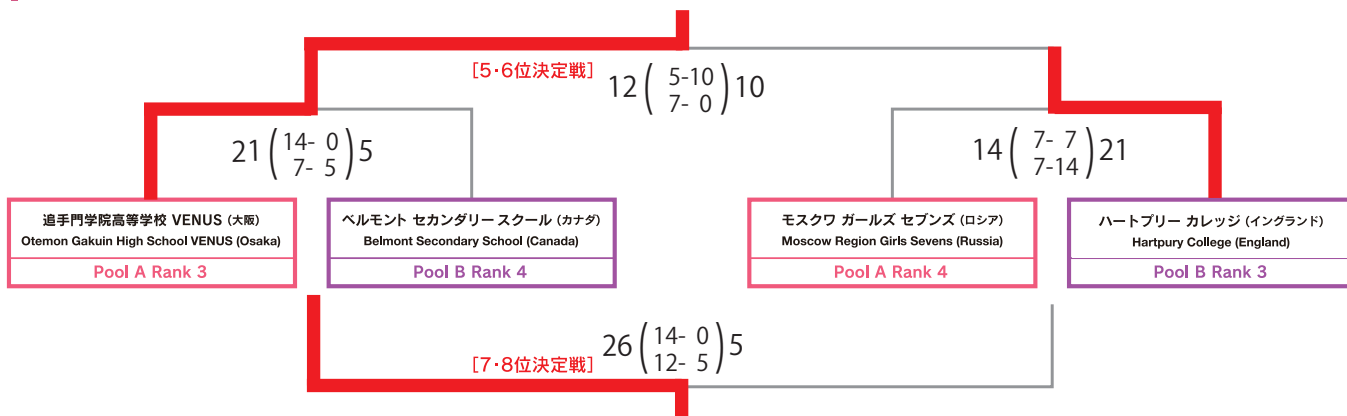 [5・6位決定戦]
12 ( 5-10 ) 10
7- 0
21 ( 14- 0 ) 5
7- 5
14 ( 7- 7 ) 21
7-14
追手門学院高等学校 VENUS (大阪)
Otemon Gakuin High School VENUS (Osaka)
Pool A Rank 3
ベルモント セカンダリー スクール (カナダ)
Belmont Secondary School (Canada)
Pool B Rank 4
モスクワ ガールズ セブンズ (ロシア)
Moscow Region Girls Sevens (Russia)
Pool A Rank 4
ハートプリー カレッジ (イングランド)
Hartpury College (England)
Pool B Rank 3
[7・8位決定戦]
26 ( 14- 0 ) 5
12- 5